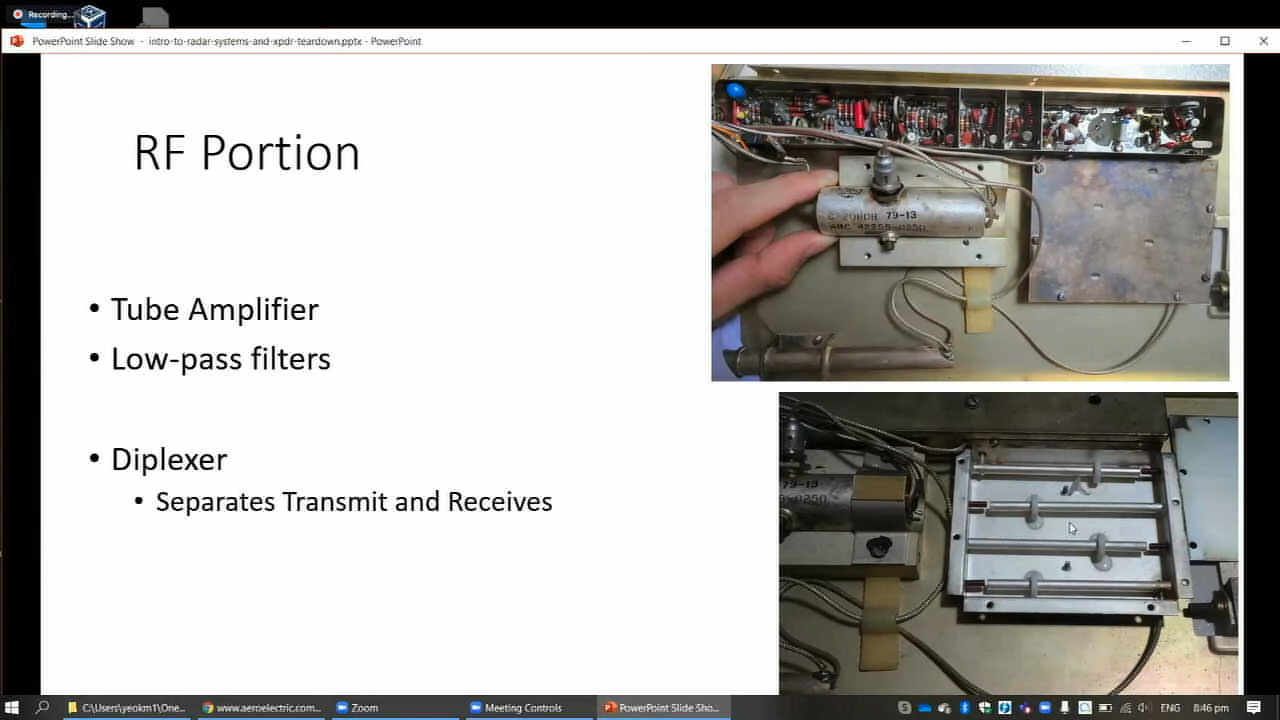 Recording...
PowerPoint Slide Show - intro-to-radar-systems-and-xpdr-teardown.pptx - PowerPoint
RF Portion
• Tube Amplifier
• Low-pass filters
• Diplexer
• Separates Transmit and Receives
79-13
79-13
C:\Users\yeokm1\One...
www.aeroelectric.com...
Zoom
Meeting Controls
PowerPoint Slide Sho...
ENG
8:46 pm